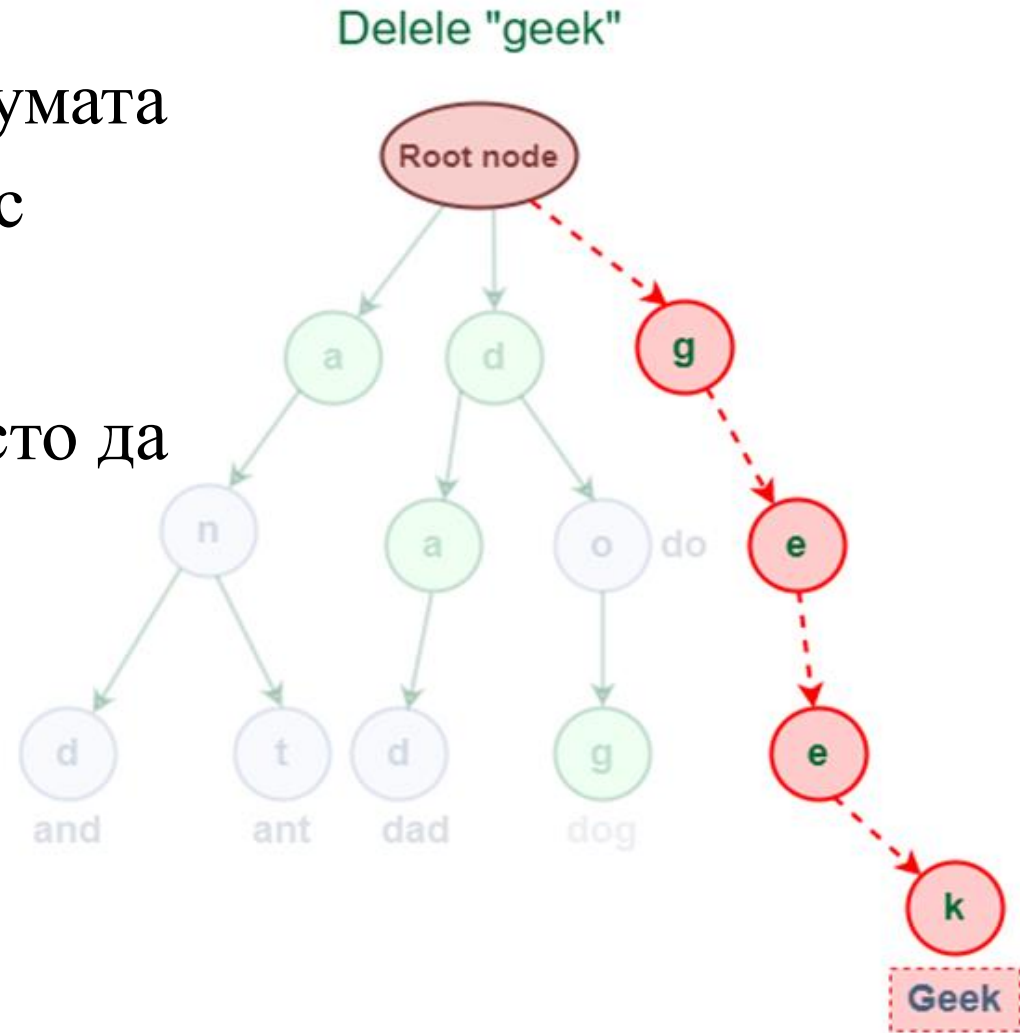 Delele "geek"
умата
Root node
с
a d g
сто да
n a o do e
d t d g e
and ant dad dog
k
Geek